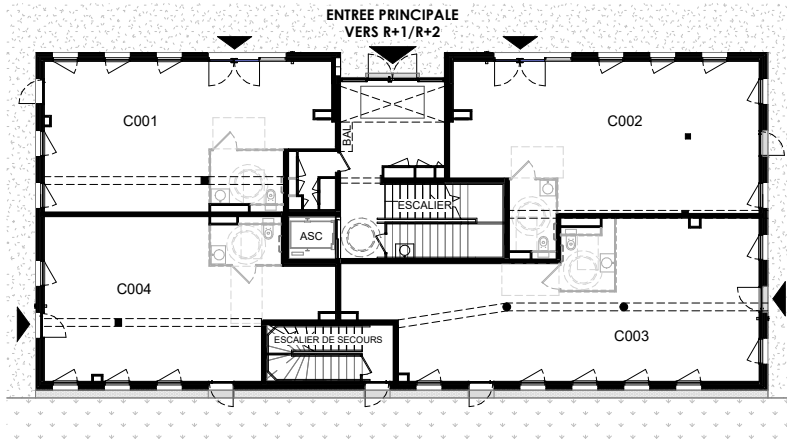 ENTREE PRINCIPALE
VERS R+1/R+2
C001
C002
BAL
ESCALIER
ASC
C004
C003
ESCALIER DE SECOURS